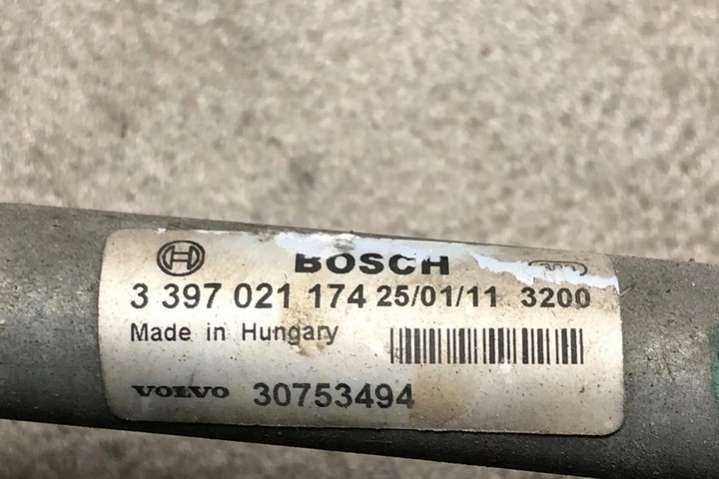 BOSCH
3 397 021 174 25/01/11 3200
Made in Hungary
VOLVO 30753494